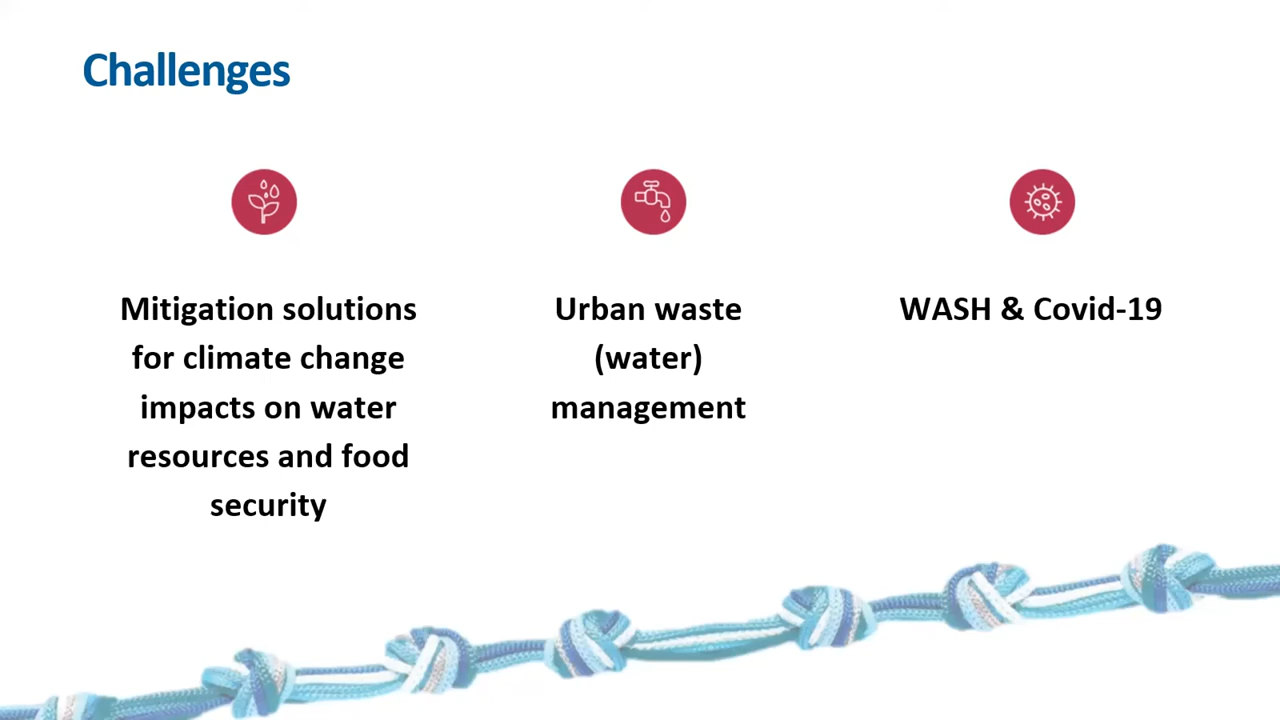 Challenges
Mitigation solutions
for climate change
impacts on water
resources and food
security
Urban waste
(water)
management
WASH & Covid-19